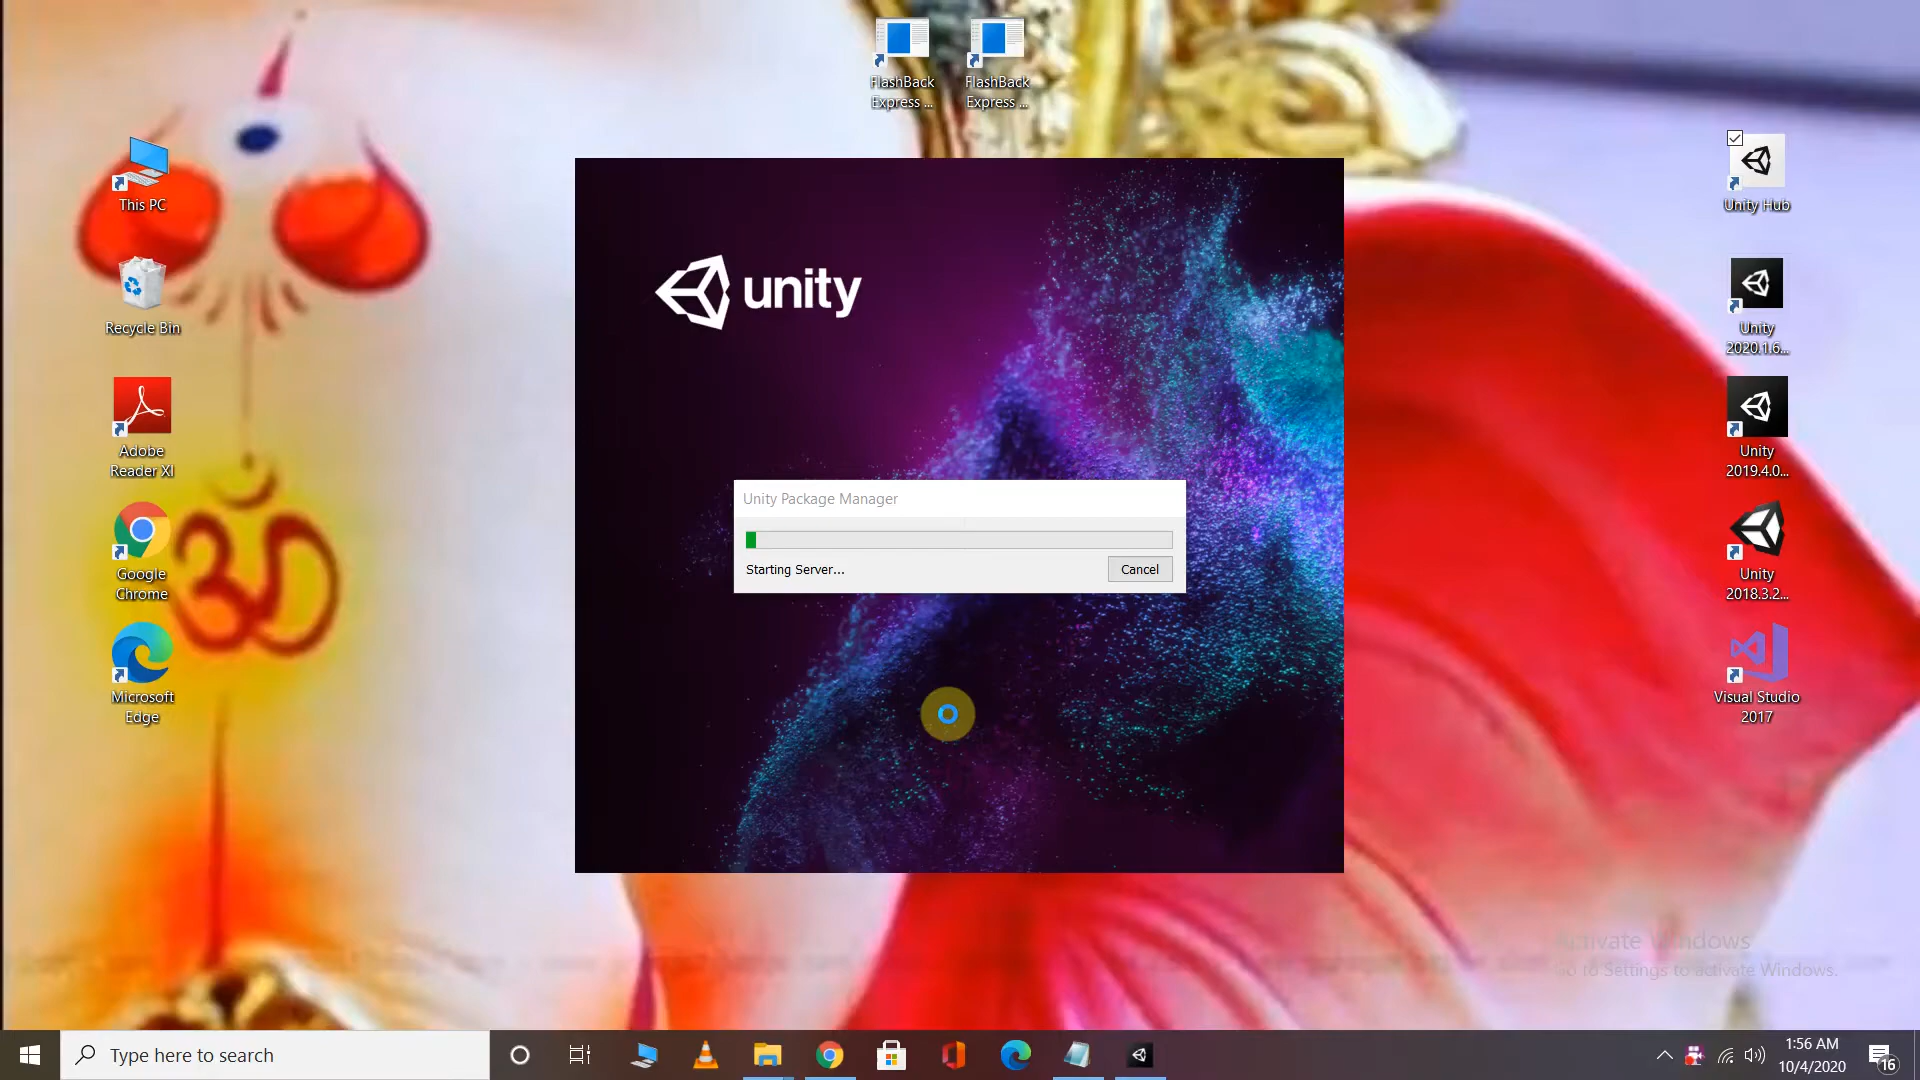 FlashBack
Express ...
FlashBack
Express ...
This PC
Recycle Bin
Adobe
Reader XI
Google
Chrome
Microsoft
Edge
unity
Unity Package Manager
Starting Server...
Cancel
Unity Hub
Unity
2020.1.6...
Unity
2019.4.0...
Unity
2018.3.2...
Visual Studio
2017
Activate Windows
Go to Settings to activate Windows.
Type here to search
1:56 AM
10/4/2020
16